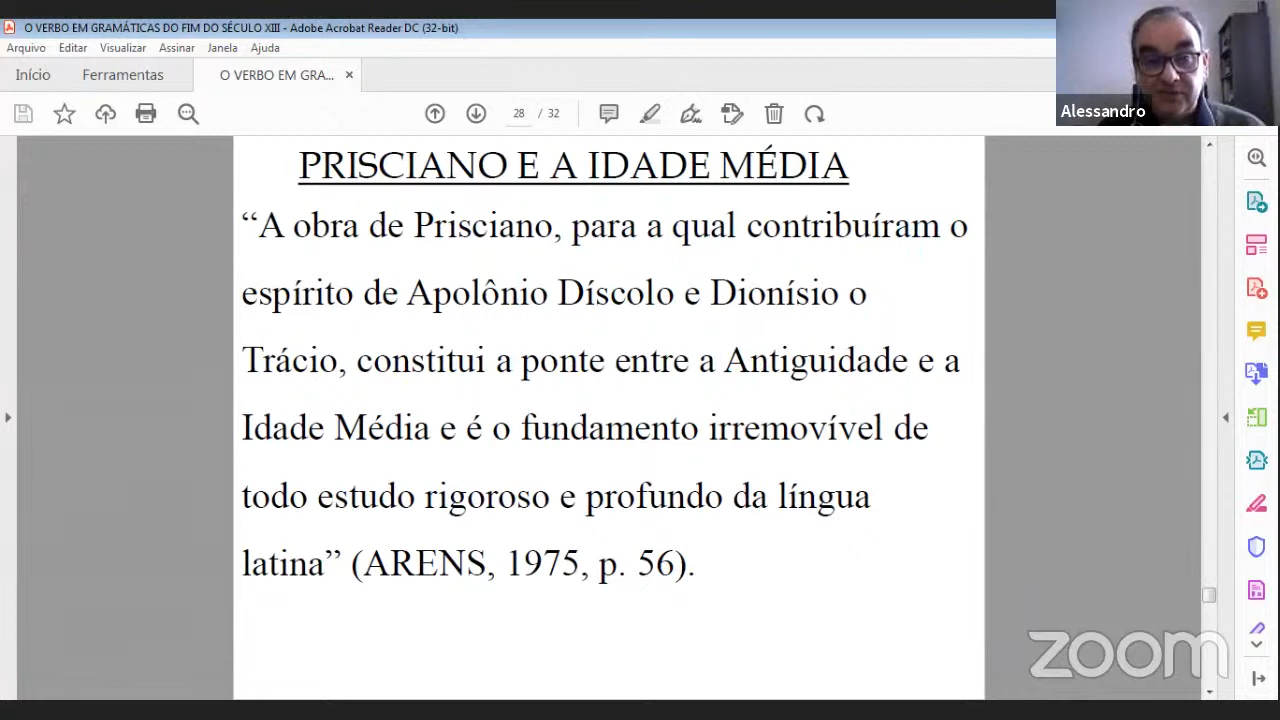 O VERBO EM GRAMÁTICAS DO FIM DO SÉCULO XIII - Adobe Acrobat Reader DC (32-bit)
Arquivo Editar Visualizar Assinar Janela Ajuda
Início Ferramentas O VERBO EM GRA... ×
28 / 32
Alessandro
PRISCIANO E A IDADE MÉDIA
“A obra de Prisciano, para a qual contribuíram o
espírito de Apolônio Díscolo e Dionísio o
Trácio, constitui a ponte entre a Antiguidade e a
Idade Média e é o fundamento irremovível de
todo estudo rigoroso e profundo da língua
latina” (ARENS, 1975, p. 56).
zoom